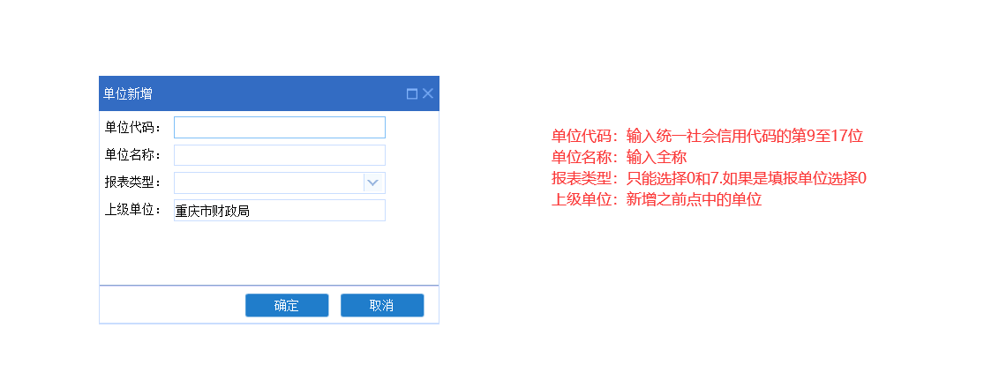 单位新增
单位代码：
单位名称：
报表类型：
上级单位：重庆市财政局
确定 取消
单位代码：输入统一社会信用代码的第9至17位
单位名称：输入全称
报表类型：只能选择0和7.如果是填报单位选择0
上级单位：新增之前点中的单位